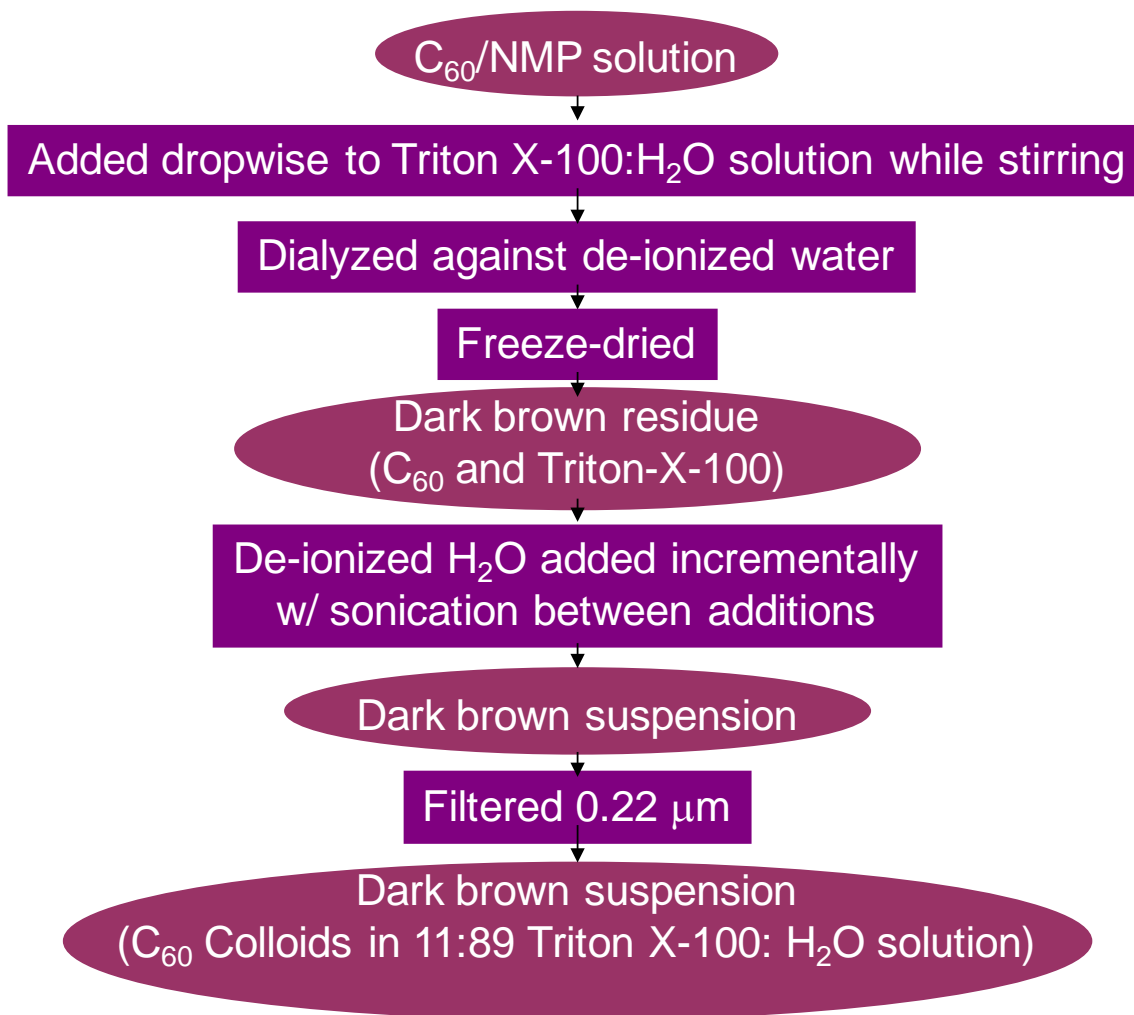 C₆₀/NMP solution
Added dropwise to Triton X-100:H₂O solution while stirring
Dialyzed against de-ionized water
Freeze-dried
Dark brown residue
(C₆₀ and Triton-X-100)
De-ionized H₂O added incrementally
w/ sonication between additions
Dark brown suspension
Filtered 0.22 μm
Dark brown suspension
(C₆₀ Colloids in 11:89 Triton X-100: H₂O solution)